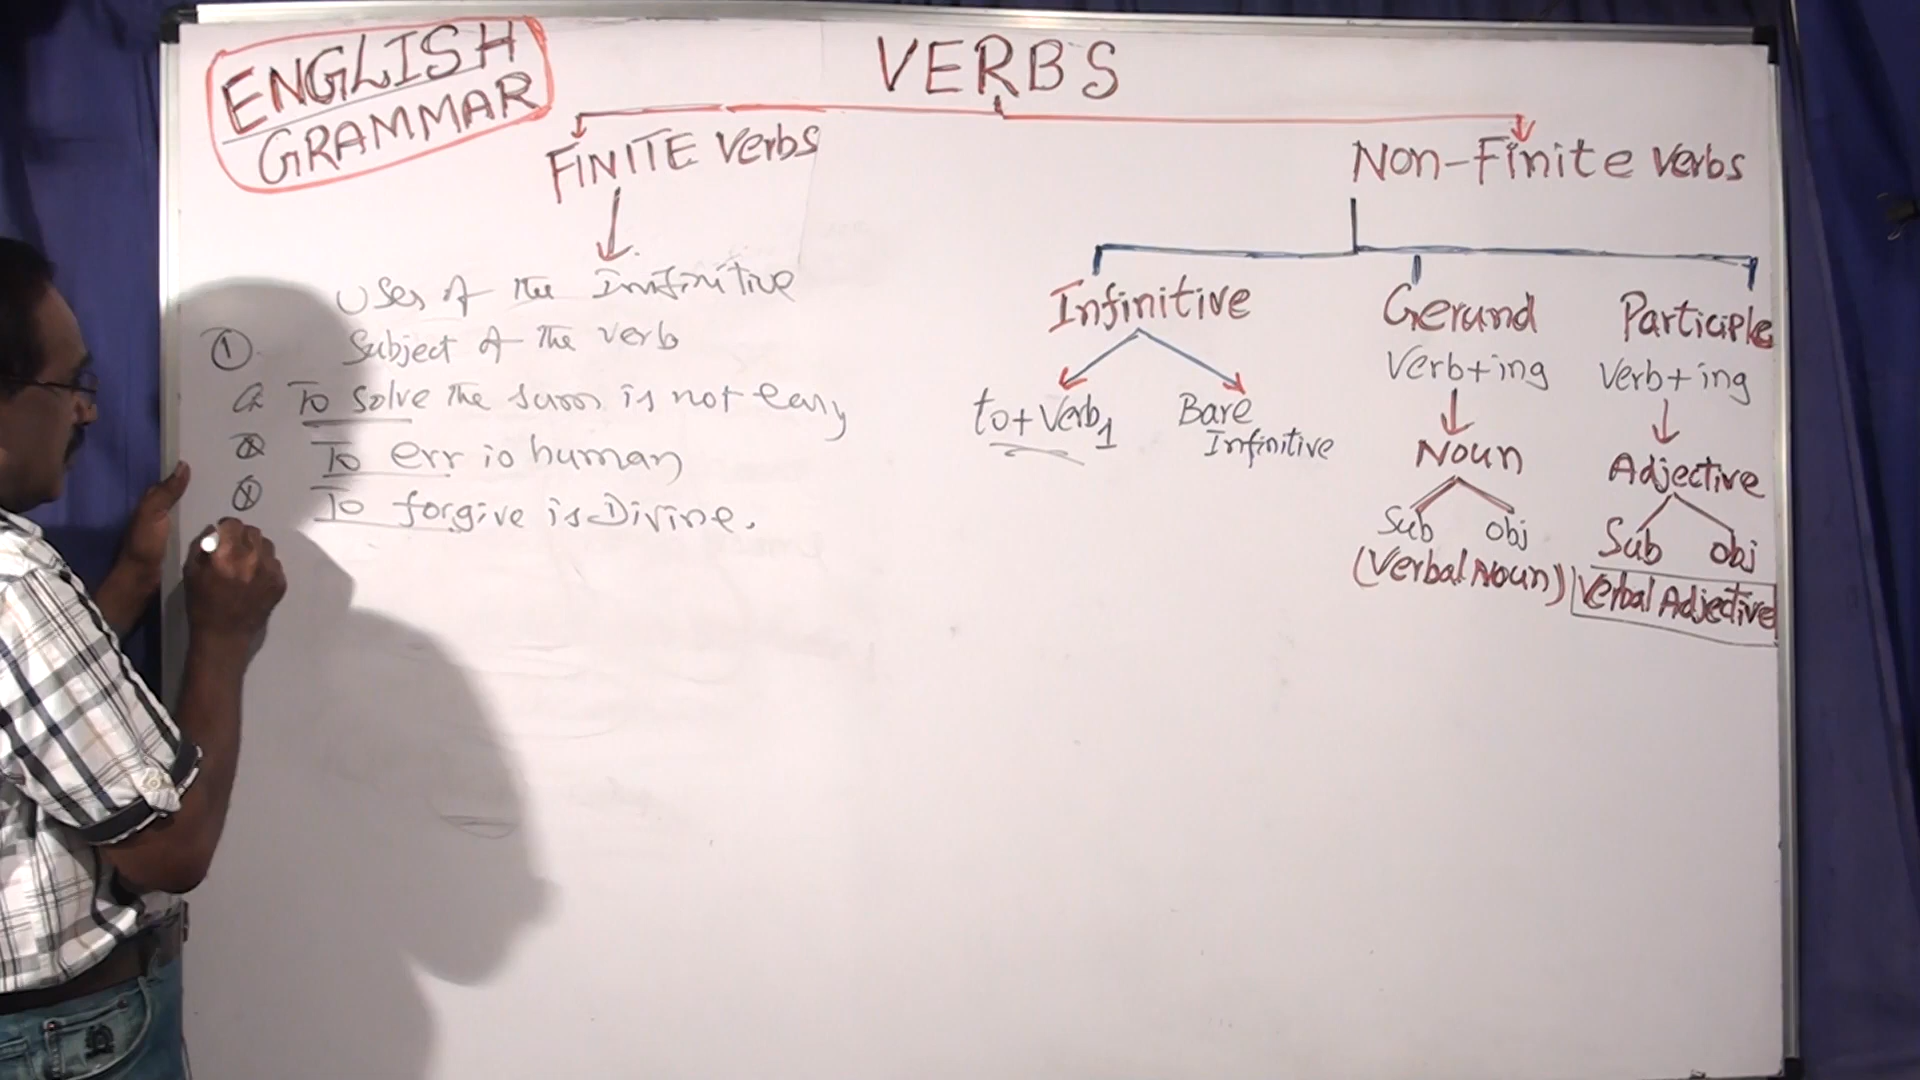 ENGLISH
GRAMMAR
VERBS
FINITE Verbs
Uses of the Infinitive
① Subject of the verb
To solve the sum is not easy
To err is human
To forgive is Divine.
Non-Finite Verbs
Infinitive
to+Verb1
Bare
Infinitive
Gerund
Verb+ing
Noun
Sub obj
(Verbal Noun)
Participle
Verb+ing
Adjective
Sub obj
Verbal Adjective